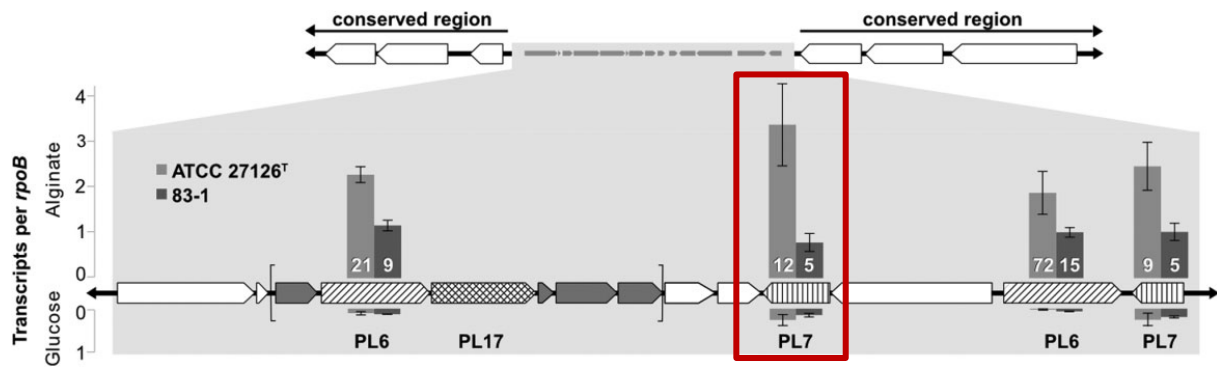 conserved region conserved region
4
3
2
1
0
0
1
Transcripts per rpoB
Alginate
Glucose
ATCC 27126ᵀ
83-1
21 9 12 5 72 15 9 5
PL6 PL17 PL7 PL6 PL7